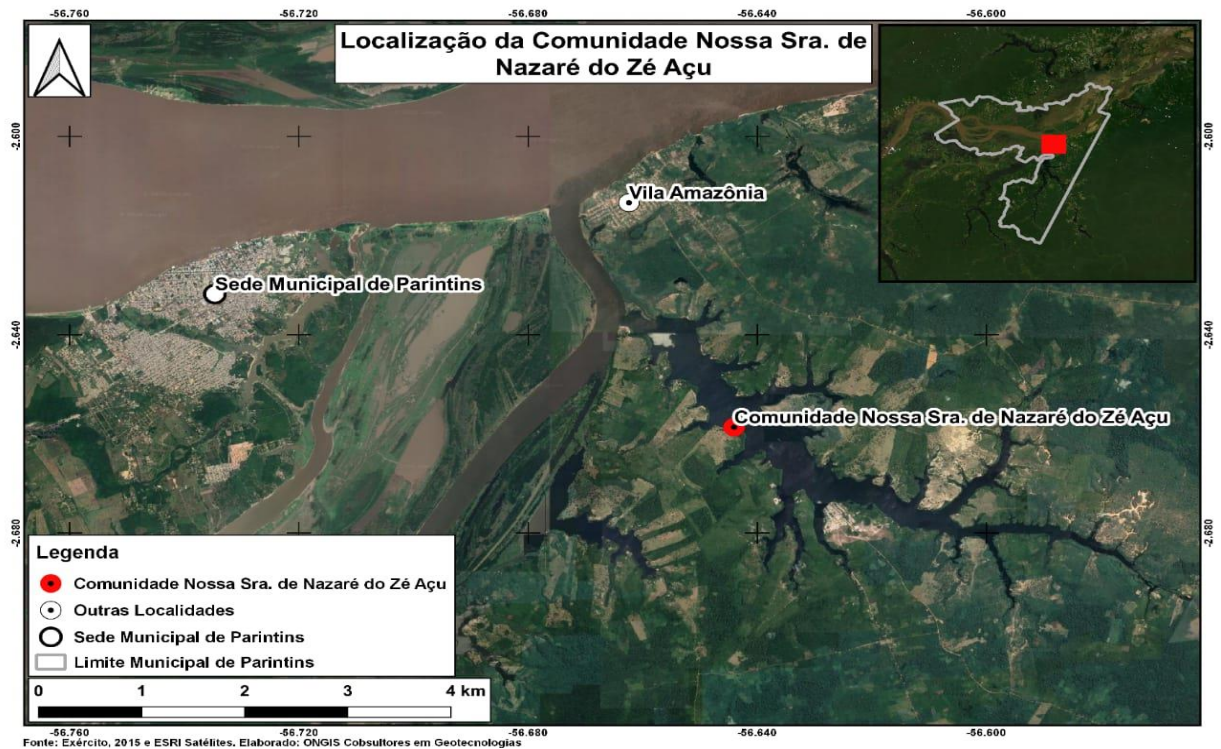 -56.760
-56.720
-56.680
-56.640
-56.600
Localização da Comunidade Nossa Sra. de
Nazaré do Zé Açu
-2.600
-2.600
Vila Amazônia
Sede Municipal de Parintins
-2.640
-2.640
Comunidade Nossa Sra. de Nazaré do Zé Açu
-2.680
-2.680
Legenda
Comunidade Nossa Sra. de Nazaré do Zé Açu
Outras Localidades
Sede Municipal de Parintins
Limite Municipal de Parintins
0 1 2 3 4 km
-56.760
-56.720
-56.680
-56.640
-56.600
Fonte: Exército, 2015 e ESRI Satélites. Elaborado: ONGIS Cobsultores em Geotecnologias